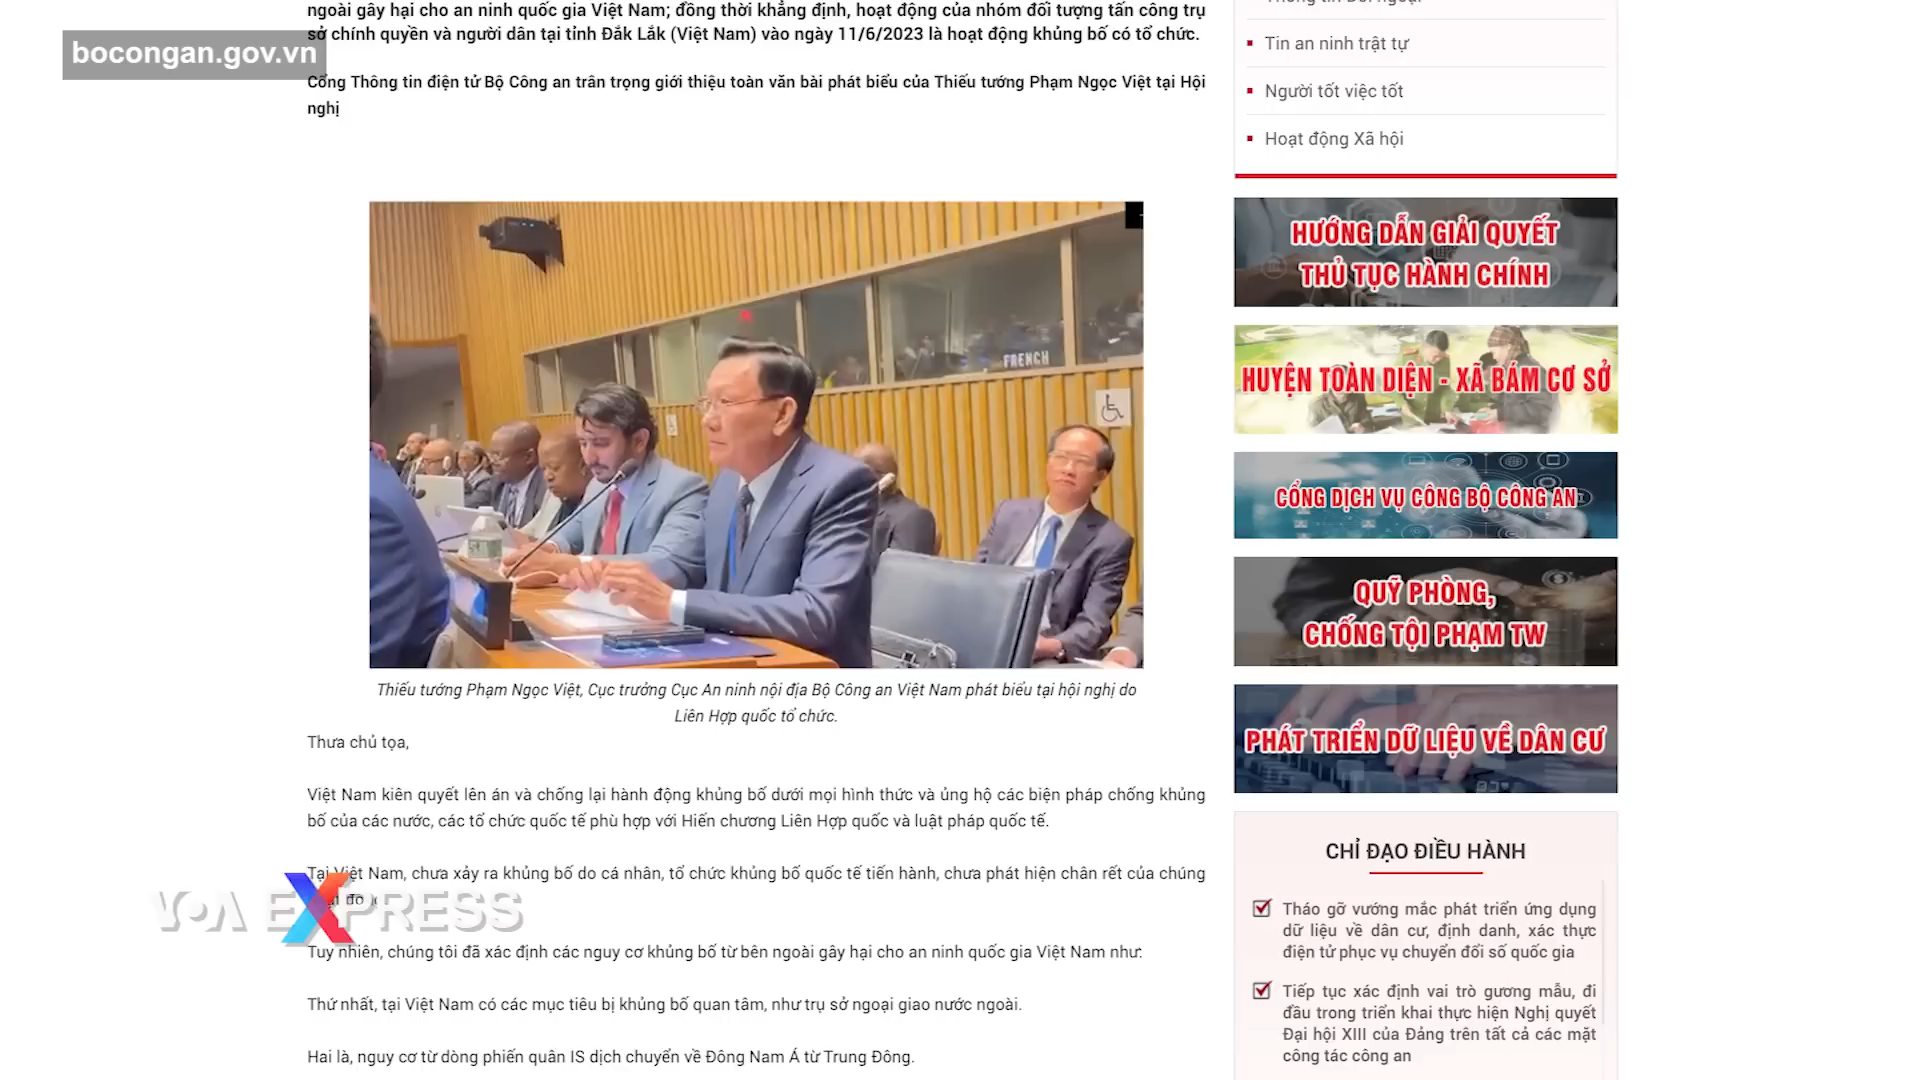 ngoài gây hại cho an ninh quốc gia Việt Nam; đồng thời khẳng định, hoạt động của nhóm đối tượng tấn công trụ
sở chính quyền và người dân tại tỉnh Đắk Lắk (Việt Nam) vào ngày 11/6/2023 là hoạt động khủng bố có tổ chức.
bocongan.gov.vn
Cổng Thông tin điện tử Bộ Công an trân trọng giới thiệu toàn văn bài phát biểu của Thiếu tướng Phạm Ngọc Việt tại Hội
nghị
FRENCH
Thiếu tướng Phạm Ngọc Việt, Cục trưởng Cục An ninh nội địa Bộ Công an Việt Nam phát biểu tại hội nghị do
Liên Hợp quốc tổ chức.
Thưa chủ tọa,
Việt Nam kiên quyết lên án và chống lại hành động khủng bố dưới mọi hình thức và ủng hộ các biện pháp chống khủng
bố của các nước, các tổ chức quốc tế phù hợp với Hiến chương Liên Hợp quốc và luật pháp quốc tế.
Tại Việt Nam, chưa xảy ra khủng bố do cá nhân, tổ chức khủng bố quốc tế tiến hành, chưa phát hiện chân rết của chúng
VOA EXPRESS
Tuy nhiên, chúng tôi đã xác định các nguy cơ khủng bố từ bên ngoài gây hại cho an ninh quốc gia Việt Nam như:
Thứ nhất, tại Việt Nam có các mục tiêu bị khủng bố quan tâm, như trụ sở ngoại giao nước ngoài.
Hai là, nguy cơ từ dòng phiến quân IS dịch chuyển về Đông Nam Á từ Trung Đông.
Thông tin Đối ngoại
Tin an ninh trật tự
Người tốt việc tốt
Hoạt động Xã hội
HƯỚNG DẪN GIẢI QUYẾT
THỦ TỤC HÀNH CHÍNH
HUYỆN TOÀN DIỆN - XÃ BÁM CƠ SỞ
CỔNG DỊCH VỤ CÔNG BỘ CÔNG AN
QUỸ PHÒNG,
CHỐNG TỘI PHẠM TW
PHÁT TRIỂN DỮ LIỆU VỀ DÂN CƯ
CHỈ ĐẠO ĐIỀU HÀNH
Tháo gỡ vướng mắc phát triển ứng dụng
dữ liệu về dân cư, định danh, xác thực
điện tử phục vụ chuyển đổi số quốc gia
Tiếp tục xác định vai trò gương mẫu, đi
đầu trong triển khai thực hiện Nghị quyết
Đại hội XIII của Đảng trên tất cả các mặt
công tác công an